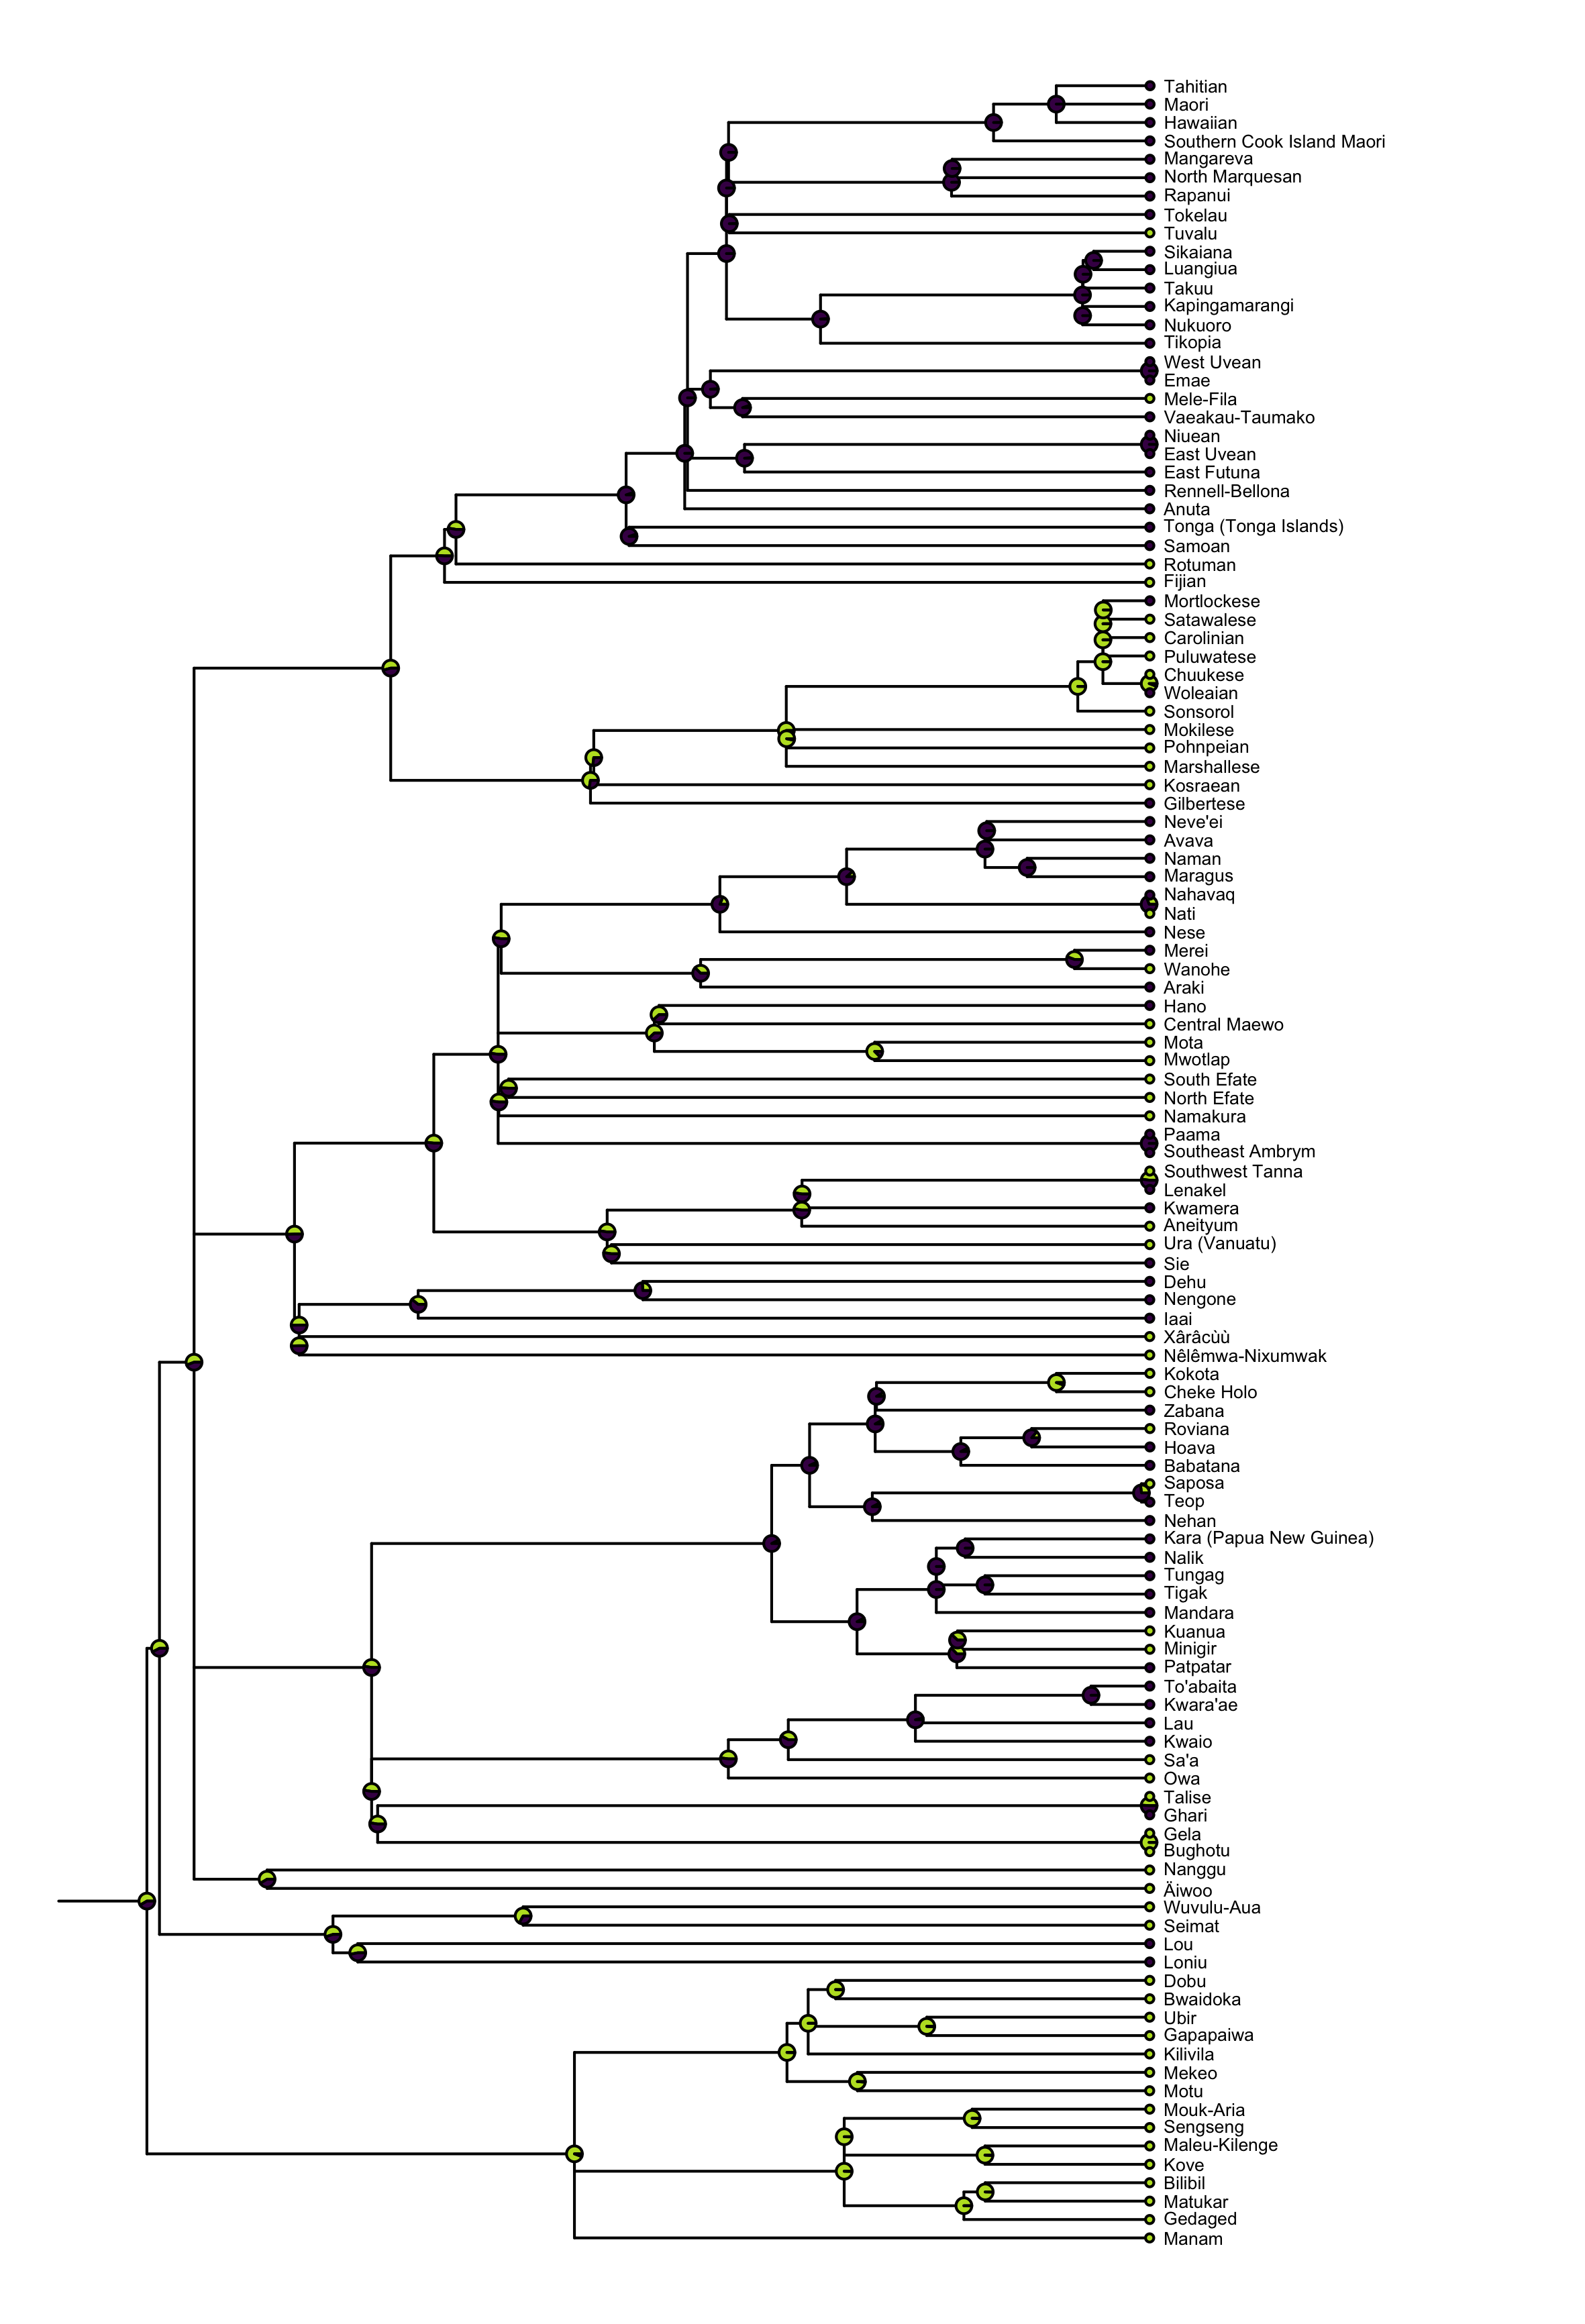 Tahitian
Maori
Hawaiian
Southern Cook Island Maori
Mangareva
North Marquesan
Rapanui
Tokelau
Tuvalu
Sikaiana
Luangiua
Takuu
Kapingamarangi
Nukuoro
Tikopia
West Uvean
Emae
Mele-Fila
Vaeakau-Taumako
Niuean
East Uvean
East Futuna
Rennell-Bellona
Anuta
Tonga (Tonga Islands)
Samoan
Rotuman
Fijian
Mortlockese
Satawalese
Carolinian
Puluwatese
Chuukese
Woleaian
Sonsorol
Mokilese
Pohnpeian
Marshallese
Kosraean
Gilbertese
Neve'ei
Avava
Naman
Maragus
Nahavaq
Nati
Nese
Merei
Wanohe
Araki
Hano
Central Maewo
Mota
Mwotlap
South Efate
North Efate
Namakura
Paama
Southeast Ambrym
Southwest Tanna
Lenakel
Kwamera
Aneityum
Ura (Vanuatu)
Sie
Dehu
Nengone
Iaai
Xârâcùù
Nêlêmwa-Nixumwak
Kokota
Cheke Holo
Zabana
Roviana
Hoava
Babatana
Saposa
Teop
Nehan
Kara (Papua New Guinea)
Nalik
Tungag
Tigak
Mandara
Kuanua
Minigir
Patpatar
To'abaita
Kwara'ae
Lau
Kwaio
Sa'a
Owa
Talise
Ghari
Gela
Bughotu
Nanggu
Äiwoo
Wuvulu-Aua
Seimat
Lou
Loniu
Dobu
Bwaidoka
Ubir
Gapapaiwa
Kilivila
Mekeo
Motu
Mouk-Aria
Sengseng
Maleu-Kilenge
Kove
Bilibil
Matukar
Gedaged
Manam